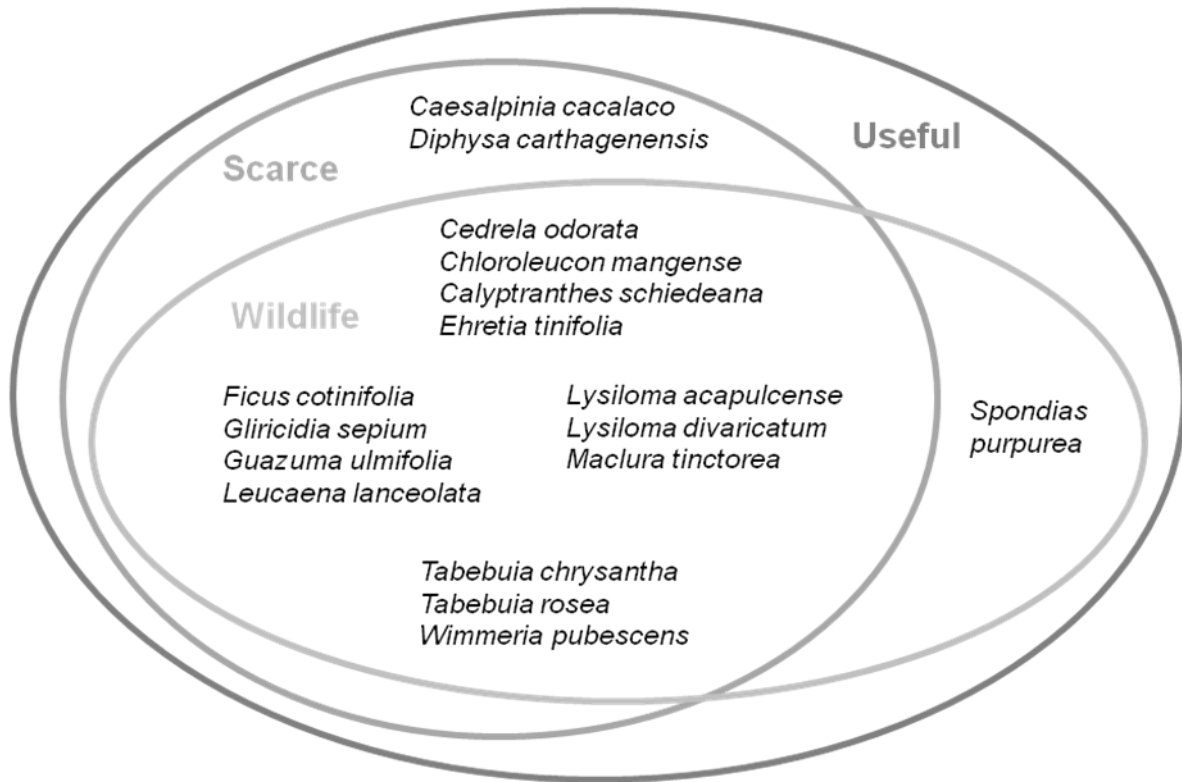 Caesalpinia cacalaco
Diphysa carthagenensis
Useful
Scarce
Cedrela odorata
Chloroleucon mangense
Calyptranthes schiedeana
Ehretia tinifolia
Wildlife
Ficus cotinifolia
Gliricidia sepium
Guazuma ulmifolia
Leucaena lanceolata
Lysiloma acapulcense
Lysiloma divaricatum
Maclura tinctorea
Spondias
purpurea
Tabebuia chrysantha
Tabebuia rosea
Wimmeria pubescens